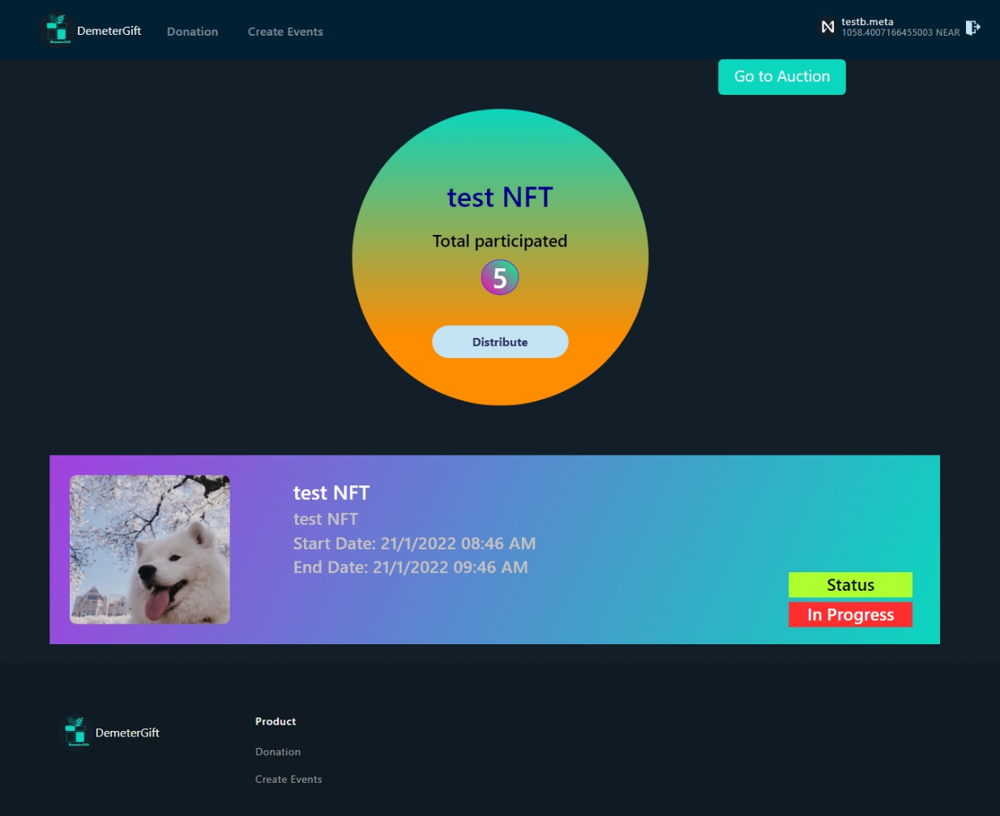 DemeterGift
Donation
Create Events
testb.meta
1058.4007166455003 NEAR
Go to Auction
test NFT
Total participated
5
Distribute
test NFT
test NFT
Start Date: 21/1/2022 08:46 AM
End Date: 21/1/2022 09:46 AM
Status
In Progress
DemeterGift
Product
Donation
Create Events